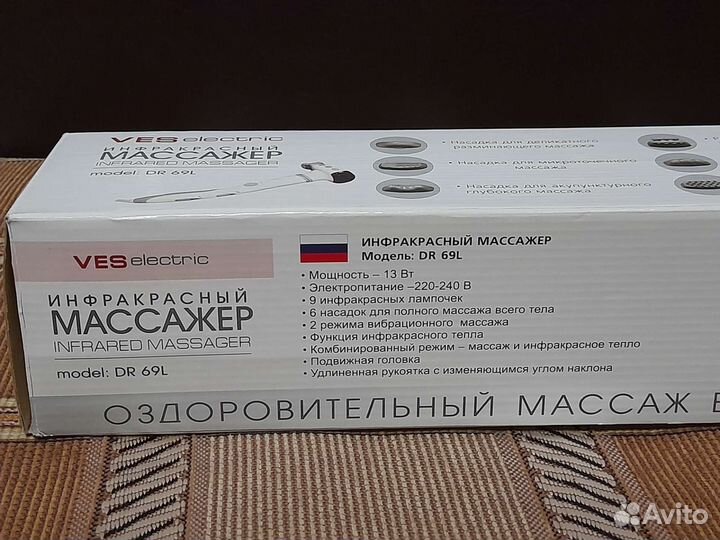 VES electric
ИНФРАКРАСНЫЙ
МАССАЖЕР
INFRARED MASSAGER
model: DR 69L
• Насадка для деликатного
разминающего массажа
• Насадка для микроточечного
массажа
• Насадка для акупунктурного
глубокого массажа
VES electric
ИНФРАКРАСНЫЙ
МАССАЖЕР
INFRARED MASSAGER
model: DR 69L
ИНФРАКРАСНЫЙ МАССАЖЕР
Модель: DR 69L
• Мощность – 13 Вт
• Электропитание –220-240 В
• 9 инфракрасных лампочек
• 6 насадок для полного массажа всего тела
• 2 режима вибрационного массажа
• Функция инфракрасного тепла
• Комбинированный режим – массаж и инфракрасное тепло
• Подвижная головка
• Удлиненная рукоятка с изменяющимся углом наклона
ОЗДОРОВИТЕЛЬНЫЙ МАССАЖ
Avito